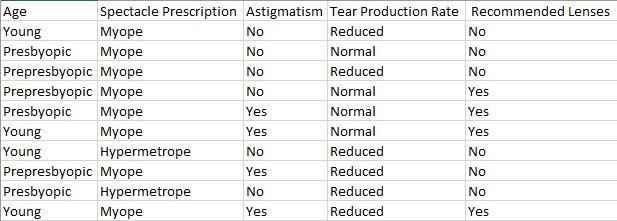 Age Spectacle Prescription Astigmatism Tear Production Rate Recommended Lenses
Young Myope No Reduced No
Presbyopic Myope No Normal No
Prepresbyopic Myope No Reduced No
Prepresbyopic Myope No Normal Yes
Presbyopic Myope Yes Normal Yes
Young Myope Yes Normal Yes
Young Hypermetrope No Reduced No
Prepresbyopic Myope Yes Reduced No
Presbyopic Hypermetrope No Reduced No
Young Myope Yes Reduced Yes